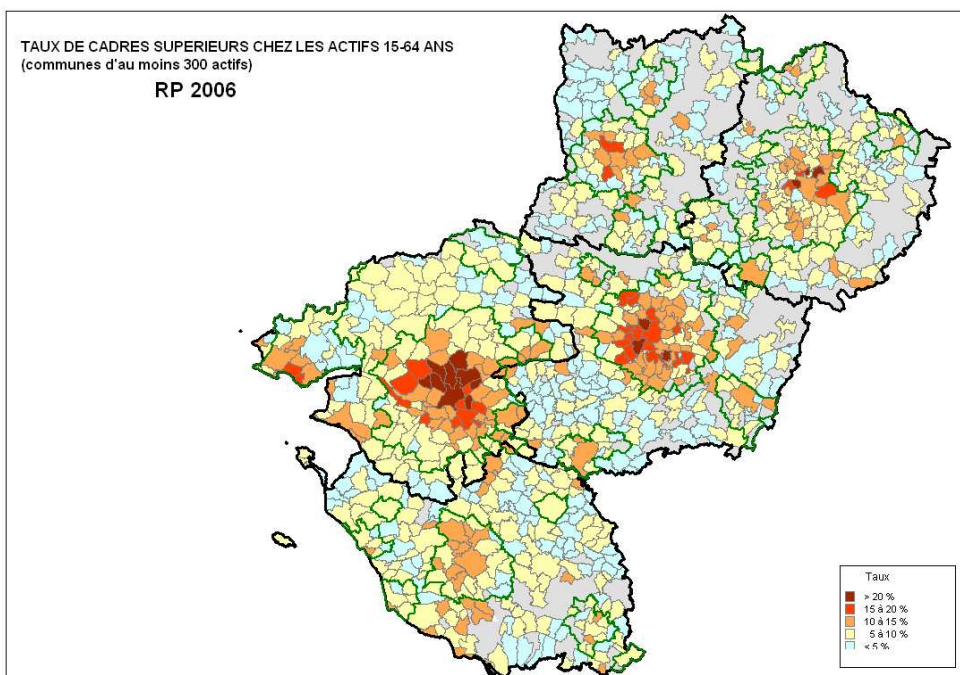 TAUX DE CADRES SUPERIEURS CHEZ LES ACTIFS 15-64 ANS
(communes d'au moins 300 actifs)
RP 2006
Taux
> 20 %
15 à 20 %
10 à 15 %
5 à 10 %
< 5 %